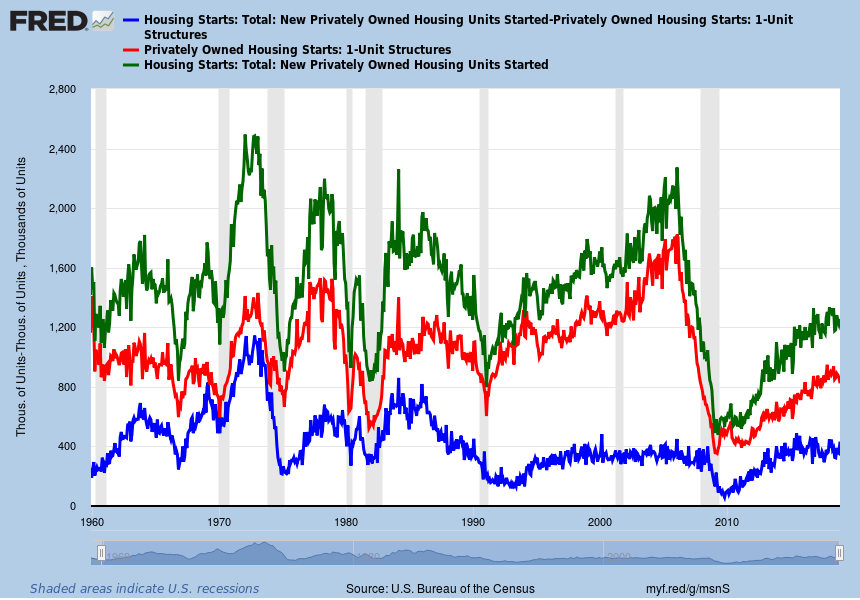 FRED
Housing Starts: Total: New Privately Owned Housing Units Started-Privately Owned Housing Starts: 1-Unit
Structures
Privately Owned Housing Starts: 1-Unit Structures
Housing Starts: Total: New Privately Owned Housing Units Started
Thous. of Units-Thous. of Units , Thousands of Units
2,800
2,400
2,000
1,600
1,200
800
400
0
1960 1970 1980 1990 2000 2010
1960 1980 2000
Shaded areas indicate U.S. recessions Source: U.S. Bureau of the Census myf.red/g/msnS